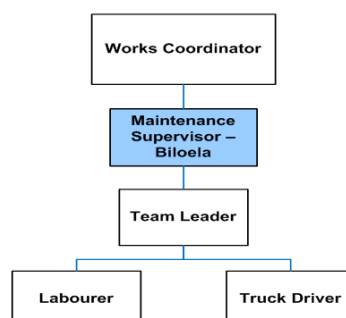 Works Coordinator
Maintenance
Supervisor –
Biloela
Team Leader
Labourer
Truck Driver